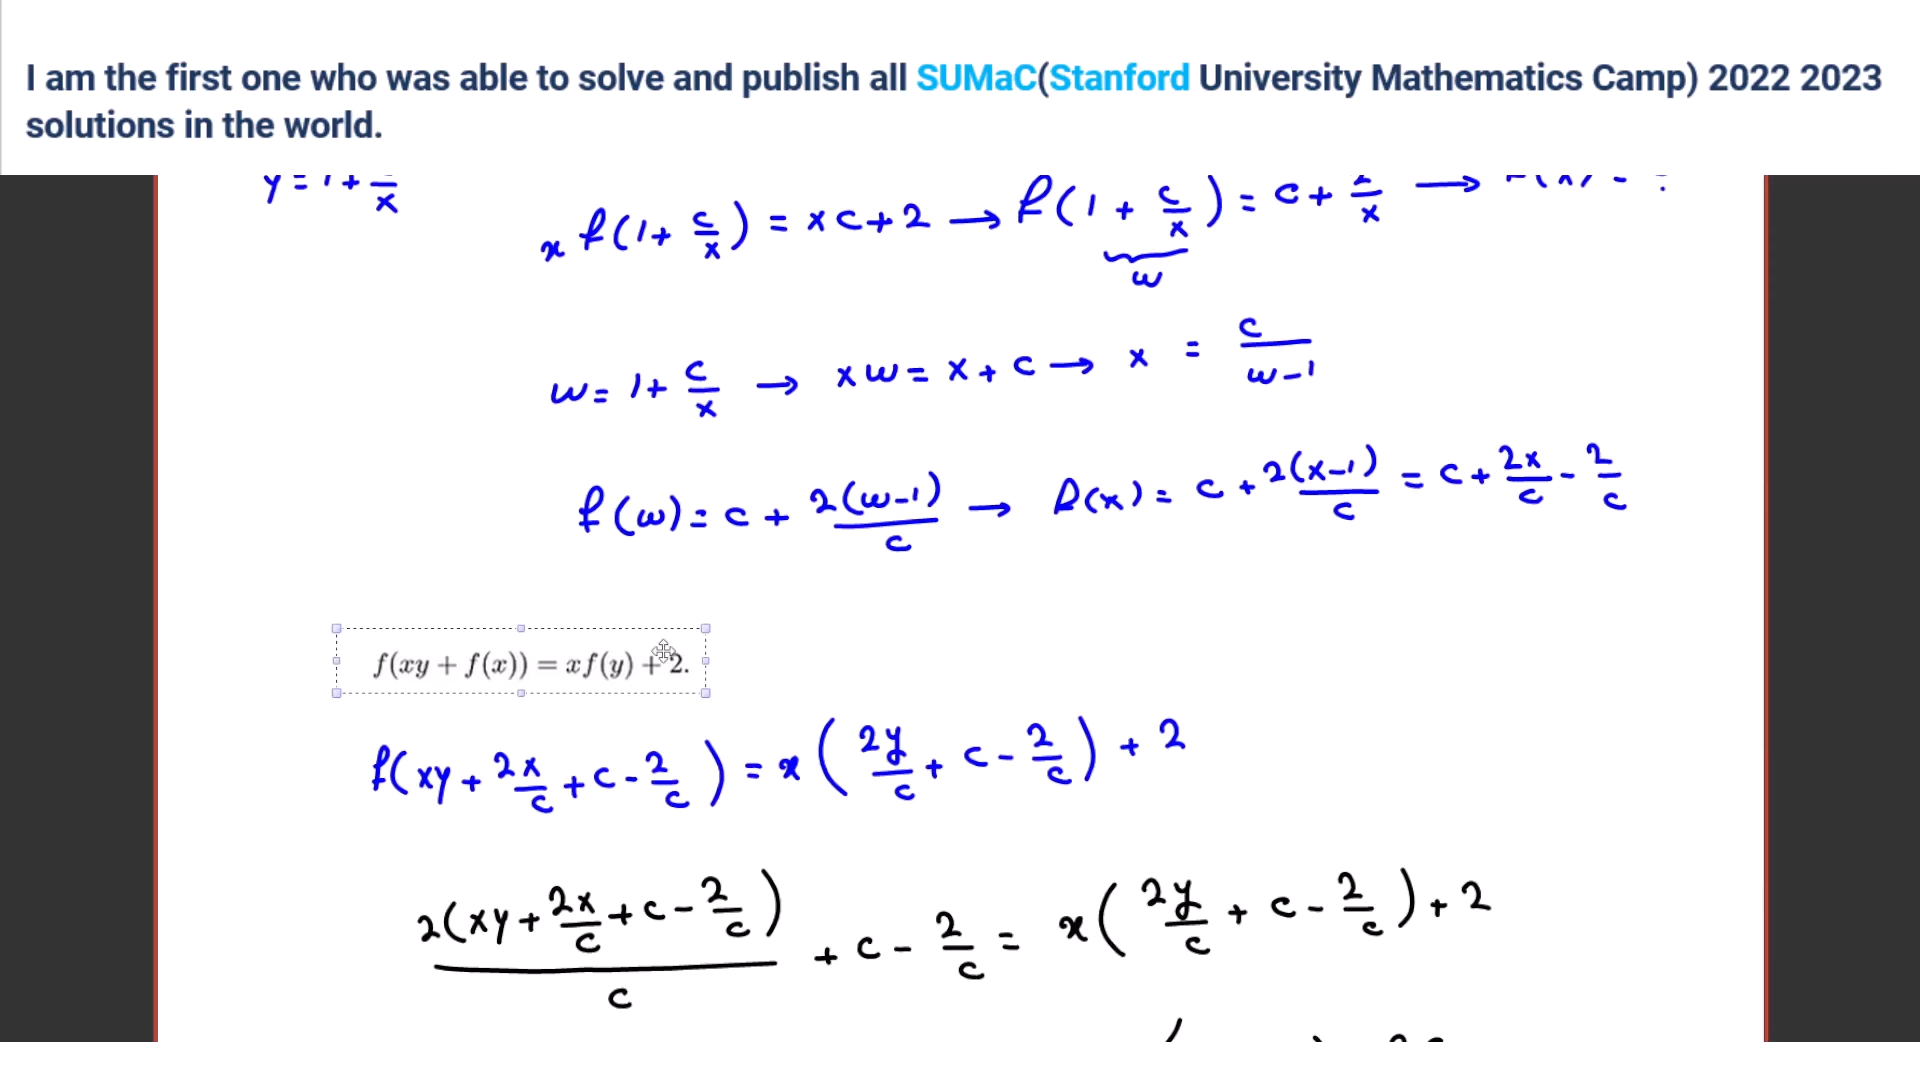 I am the first one who was able to solve and publish all SUMaC(Stanford University Mathematics Camp) 2022 2023
solutions in the world.
y = 1 + c/x
x f(1 + c/x) = xc + 2 → f(1 + c/x) = c + 2/x →
w
w = 1 + c/x → xw = x + c → x = c/(w-1)
f(w) = c + 2(w-1)/c → f(x) = c + 2(x-1)/c = c + 2x/c - 2/c
f(xy + f(x)) = xf(y) + 2.
f(xy + 2x/c + c - 2/c) = x(2y/c + c - 2/c) + 2
2(xy + 2x/c + c - 2/c)/c + c - 2/c = x(2y/c + c - 2/c) + 2